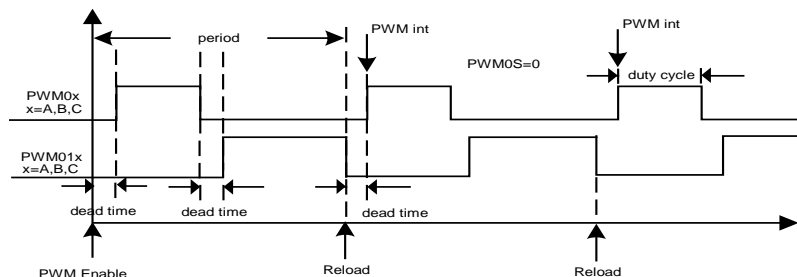 period
PWM int
PWM int
PWM0S=0
duty cycle
PWM0x
x=A,B,C
PWM01x
x=A,B,C
dead time
dead time
dead time
PWM Enable
Reload
Reload